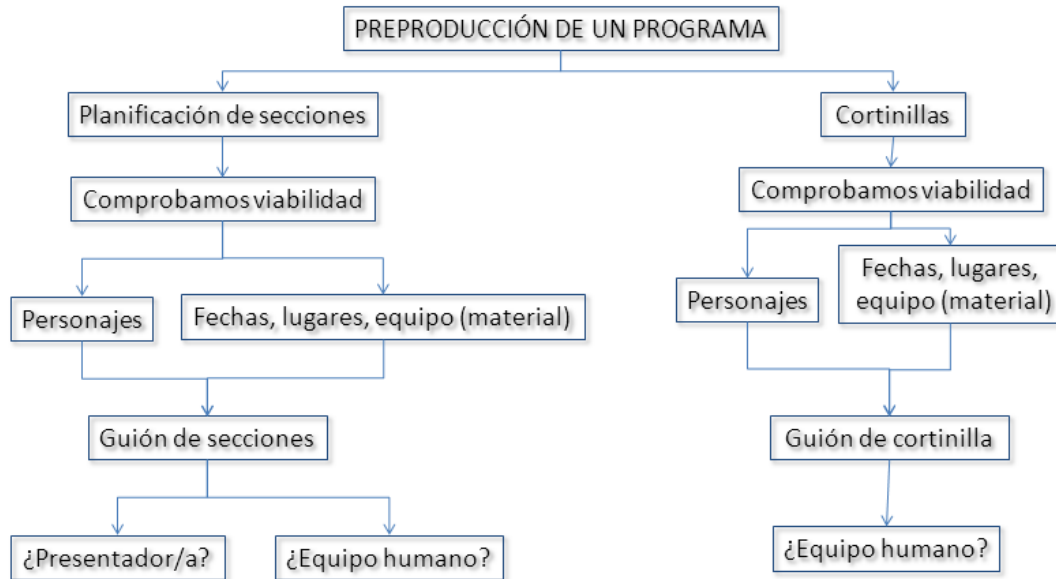 PREPRODUCCIÓN DE UN PROGRAMA
Planificación de secciones
Cortinillas
Comprobamos viabilidad
Comprobamos viabilidad
Personajes
Fechas, lugares, equipo (material)
Personajes
Fechas, lugares,
equipo (material)
Guión de secciones
Guión de cortinilla
¿Presentador/a?
¿Equipo humano?
¿Equipo humano?